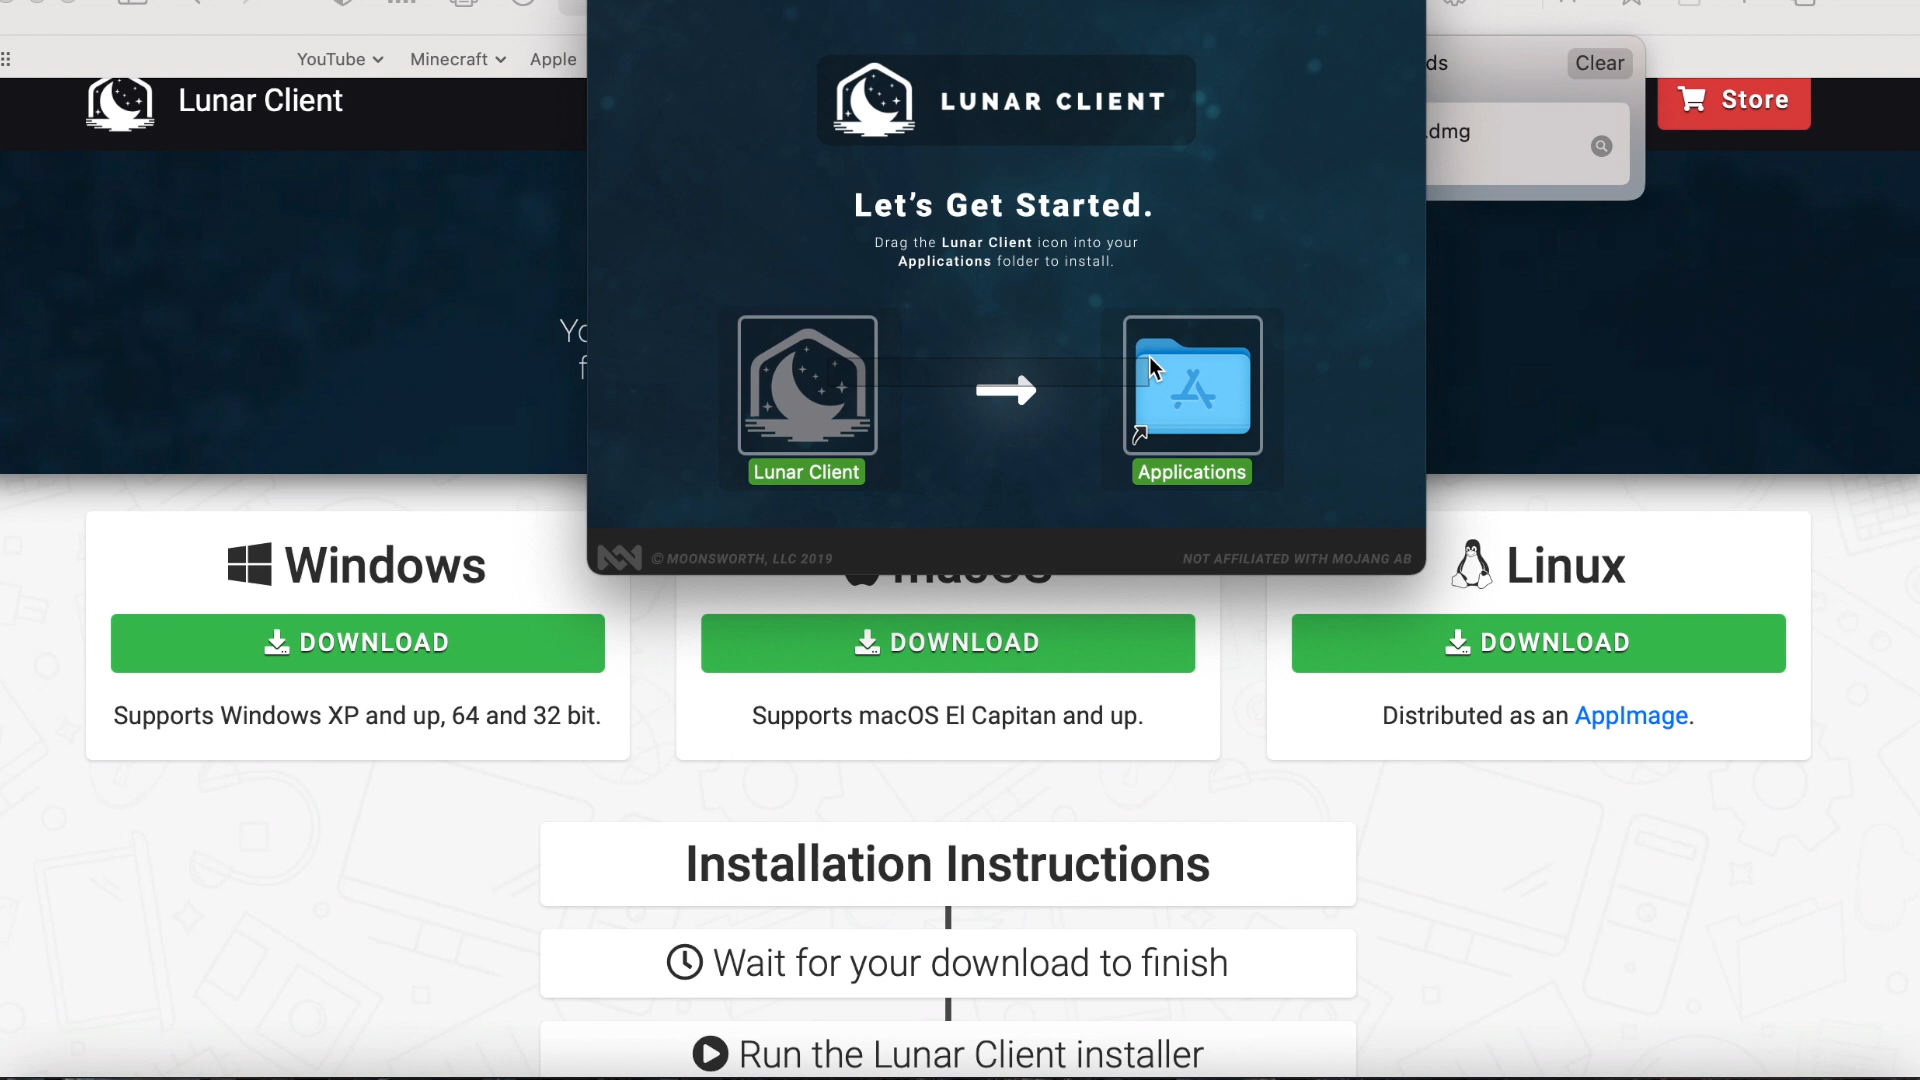 YouTube
Minecraft
Apple
Lunar Client
LUNAR CLIENT
ds
Clear
.dmg
Store
Let's Get Started.
Drag the Lunar Client icon into your
Applications folder to install.
Yo
f
Lunar Client
Applications
© MOONSWORTH, LLC 2019
NOT AFFILIATED WITH MOJANG AB
Windows
macOS
Linux
DOWNLOAD
DOWNLOAD
DOWNLOAD
Supports Windows XP and up, 64 and 32 bit.
Supports macOS El Capitan and up.
Distributed as an AppImage.
Installation Instructions
Wait for your download to finish
Run the Lunar Client installer